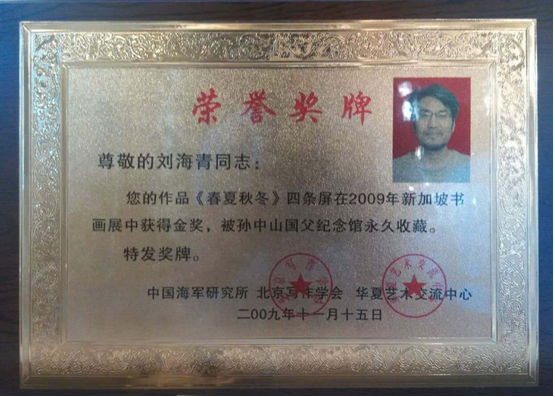 荣誉奖牌
尊敬的刘海青同志：
您的作品《春夏秋冬》四条屏在2009年新加坡书
画展中获得金奖，被孙中山国父纪念馆永久收藏。
特发奖牌。
中国海军研究所 北京写作学会 华夏艺术交流中心
二00九年十一月十五日